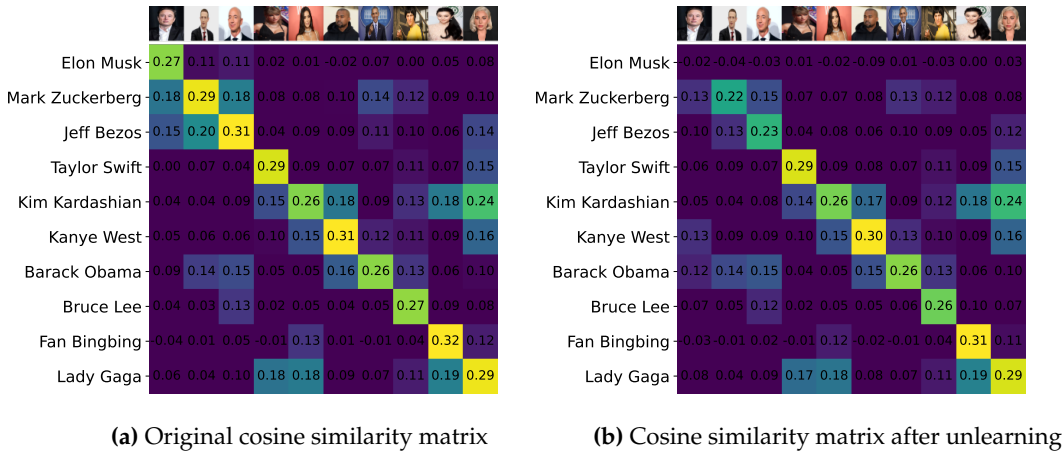 Elon Musk 0.27 0.11 0.11 0.02 0.01 -0.02 0.07 0.00 0.05 0.08
Mark Zuckerberg 0.18 0.29 0.18 0.08 0.08 0.10 0.14 0.12 0.09 0.10
Jeff Bezos 0.15 0.20 0.31 0.04 0.09 0.09 0.11 0.10 0.06 0.14
Taylor Swift 0.00 0.07 0.04 0.29 0.09 0.07 0.07 0.11 0.07 0.15
Kim Kardashian 0.04 0.04 0.09 0.15 0.26 0.18 0.09 0.13 0.18 0.24
Kanye West 0.05 0.06 0.06 0.10 0.15 0.31 0.12 0.11 0.09 0.16
Barack Obama 0.09 0.14 0.15 0.05 0.05 0.16 0.26 0.13 0.06 0.10
Bruce Lee 0.04 0.03 0.13 0.02 0.05 0.04 0.05 0.27 0.09 0.08
Fan Bingbing -0.04 0.01 0.05 -0.01 0.13 0.01 -0.01 0.04 0.32 0.12
Lady Gaga 0.06 0.04 0.10 0.18 0.18 0.09 0.07 0.11 0.19 0.29
(a) Original cosine similarity matrix
Elon Musk -0.02 -0.04 -0.03 0.01 -0.02 -0.07 0.01 -0.03 0.00 -0.03
Mark Zuckerberg 0.13 0.22 0.15 0.07 0.07 0.08 0.13 0.12 0.08 0.08
Jeff Bezos 0.10 0.13 0.23 0.04 0.08 0.06 0.10 0.09 0.05 0.12
Taylor Swift 0.06 0.09 0.07 0.29 0.09 0.08 0.07 0.11 0.09 0.15
Kim Kardashian 0.04 0.04 0.08 0.14 0.26 0.17 0.09 0.12 0.18 0.24
Kanye West 0.13 0.09 0.09 0.10 0.15 0.30 0.13 0.10 0.09 0.16
Barack Obama 0.12 0.14 0.15 0.04 0.05 0.15 0.26 0.13 0.06 0.10
Bruce Lee 0.07 0.05 0.12 0.02 0.05 0.05 0.06 0.26 0.10 0.07
Fan Bingbing -0.03 -0.01 0.02 -0.01 0.12 -0.02 -0.01 0.04 0.31 0.11
Lady Gaga 0.08 0.04 0.09 0.17 0.18 0.08 0.07 0.11 0.19 0.29
(b) Cosine similarity matrix after unlearning